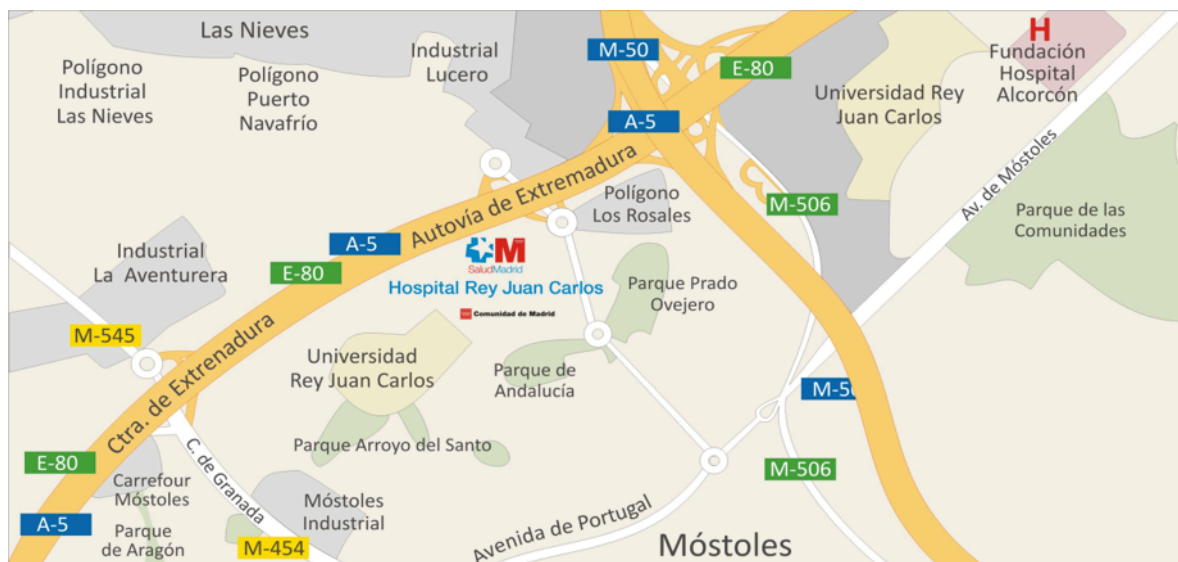 Las Nieves
Polígono
Industrial
Las Nieves
Polígono
Puerto
Navafrío
Industrial
Lucero
M-50
E-80
A-5
H
Fundación
Hospital
Alcorcón
Universidad Rey
Juan Carlos
Av. de Móstoles
Parque de las
Comunidades
M-506
Autovía de Extremadura
Polígono
Los Rosales
A-5
E-80
Industrial
La Aventurera
M
SaludMadrid
Hospital Rey Juan Carlos
Comunidad de Madrid
Parque Prado
Ovejero
M-545
Ctra. de Extrenadura
Universidad
Rey Juan Carlos
Parque de
Andalucía
M-50
Parque Arroyo del Santo
E-80
C. de Granada
Carrefour
Móstoles
M-506
Móstoles
Industrial
A-5
Parque
de Aragón
M-454
Avenida de Portugal
Móstoles